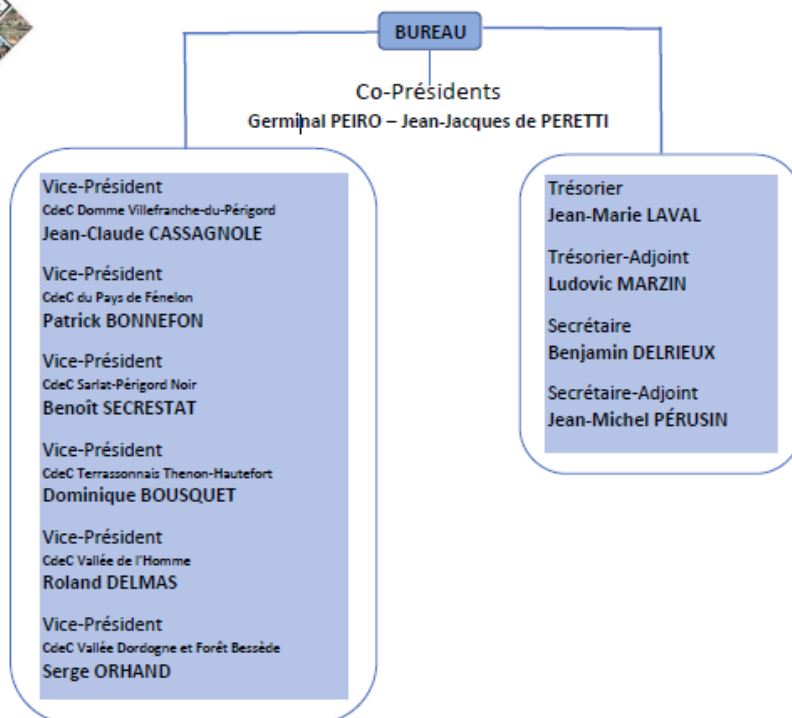 BUREAU
Co-Présidents
Germinal PEIRO – Jean-Jacques de PERETTI
Vice-Président
CdeC Domme Villefranche-du-Périgord
Jean-Claude CASSAGNOLE
Vice-Président
CdeC du Pays de Fénelon
Patrick BONNEFON
Vice-Président
CdeC Sarlat-Périgord Noir
Benoît SECRESTAT
Vice-Président
CdeC Terrassonnais Thenon-Hautefort
Dominique BOUSQUET
Vice-Président
CdeC Vallée de l'Homme
Roland DELMAS
Vice-Président
CdeC Vallée Dordogne et Forêt Bessède
Serge ORHAND
Trésorier
Jean-Marie LAVAL
Trésorier-Adjoint
Ludovic MARZIN
Secrétaire
Benjamin DELRIEUX
Secrétaire-Adjoint
Jean-Michel PÉRUSIN